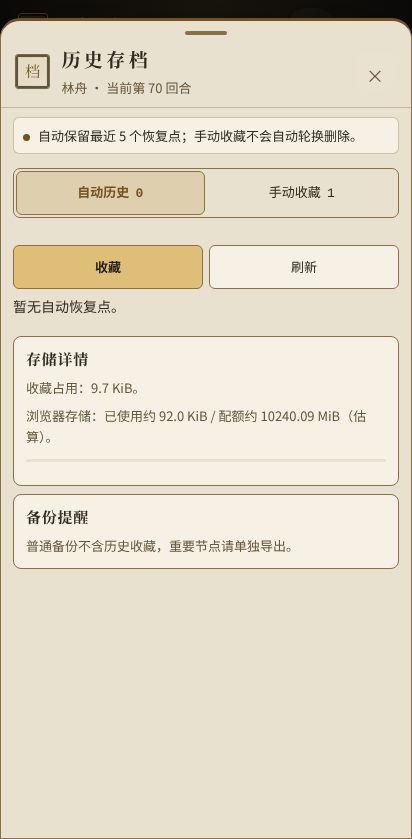 档
历史存档
林舟 · 当前第 70 回合
自动保留最近 5 个恢复点；手动收藏不会自动轮换删除。
自动历史 0
手动收藏 1
收藏
刷新
暂无自动恢复点。
存储详情
收藏占用：9.7 KiB。
浏览器存储：已使用约 92.0 KiB / 配额约 10240.09 MiB（估
算）。
备份提醒
普通备份不含历史收藏，重要节点请单独导出。